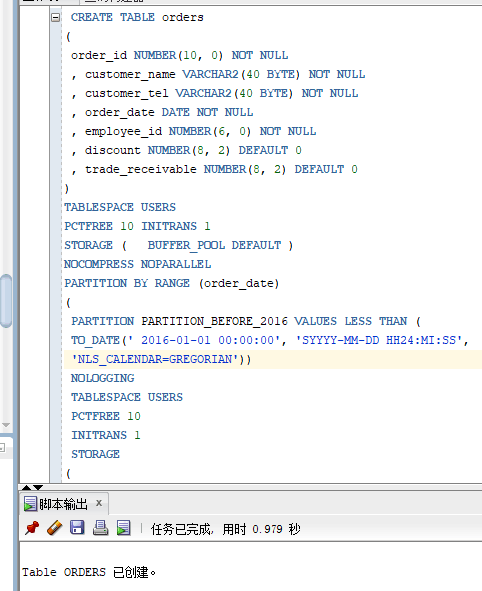 CREATE TABLE orders
(
order_id NUMBER(10, 0) NOT NULL
, customer_name VARCHAR2(40 BYTE) NOT NULL
, customer_tel VARCHAR2(40 BYTE) NOT NULL
, order_date DATE NOT NULL
, employee_id NUMBER(6, 0) NOT NULL
, discount NUMBER(8, 2) DEFAULT 0
, trade_receivable NUMBER(8, 2) DEFAULT 0
)
TABLESPACE USERS
PCTFREE 10 INITRANS 1
STORAGE (   BUFFER_POOL DEFAULT )
NOCOMPRESS NOPARALLEL
PARTITION BY RANGE (order_date)
(
PARTITION PARTITION_BEFORE_2016 VALUES LESS THAN (
TO_DATE(' 2016-01-01 00:00:00', 'SYYYY-MM-DD HH24:MI:SS',
'NLS_CALENDAR=GREGORIAN'))
NOLOGGING
TABLESPACE USERS
PCTFREE 10
INITRANS 1
STORAGE
(
脚本输出 x
任务已完成，用时 0.979 秒
Table ORDERS 已创建。